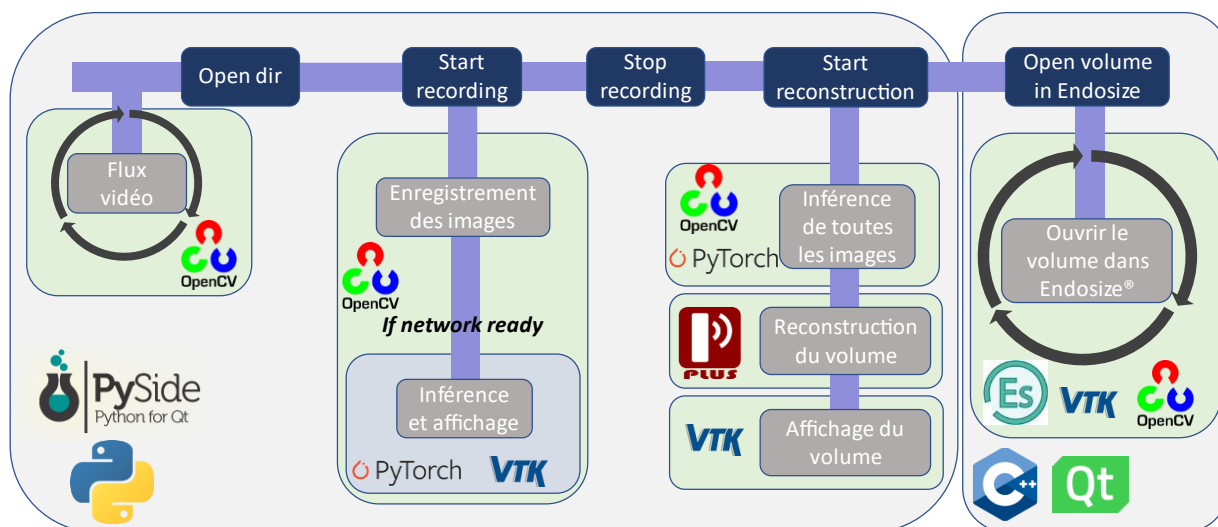 Open dir
Start
recording
Stop
recording
Start
reconstruction
Open volume
in Endosize
Flux
vidéo
OpenCV
Enregistrement
des images
OpenCV
If network ready
Inférence
et affichage
PyTorch
VTK
OpenCV
PyTorch
Inférence
de toutes
les images
PLUS
Reconstruction
du volume
VTK
Affichage du
volume
Ouvrir le
volume dans
Endosize®
Es
VTK
OpenCV
PySide
Python for Qt
C++
Qt